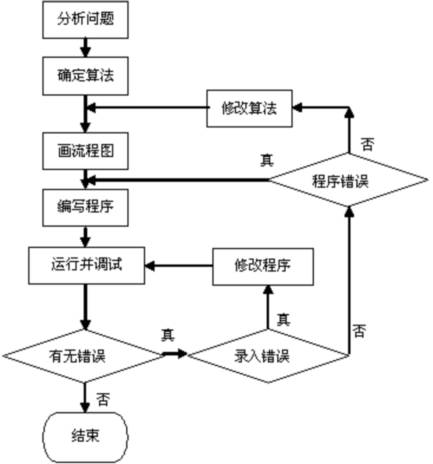 分析问题
确定算法
修改算法
否
画流程图
真
程序错误
编写程序
运行并调试
修改程序
真
真
否
有无错误
录入错误
否
结束